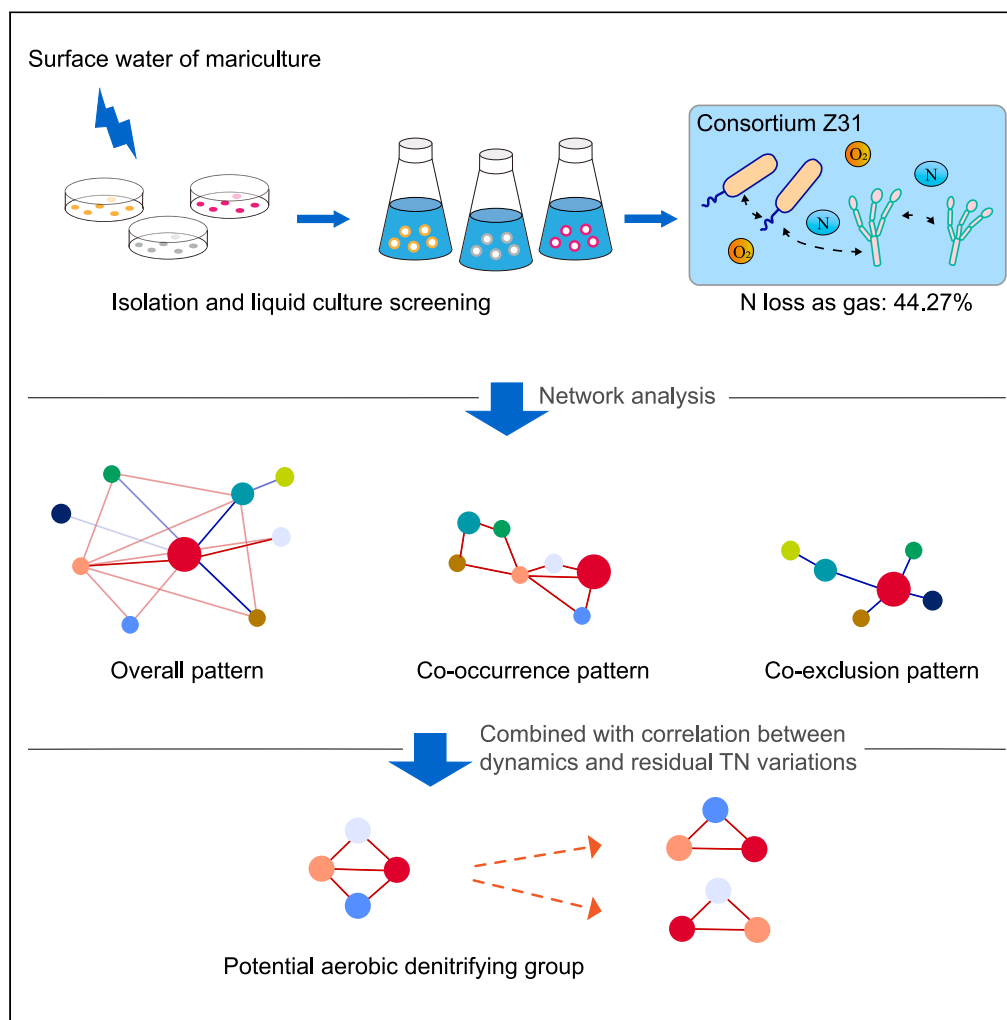 Surface water of mariculture
Consortium Z31
O₂
N
N
O₂
Isolation and liquid culture screening
N loss as gas: 44.27%
Network analysis
Overall pattern
Co-occurrence pattern
Co-exclusion pattern
Combined with correlation between
dynamics and residual TN variations
Potential aerobic denitrifying group